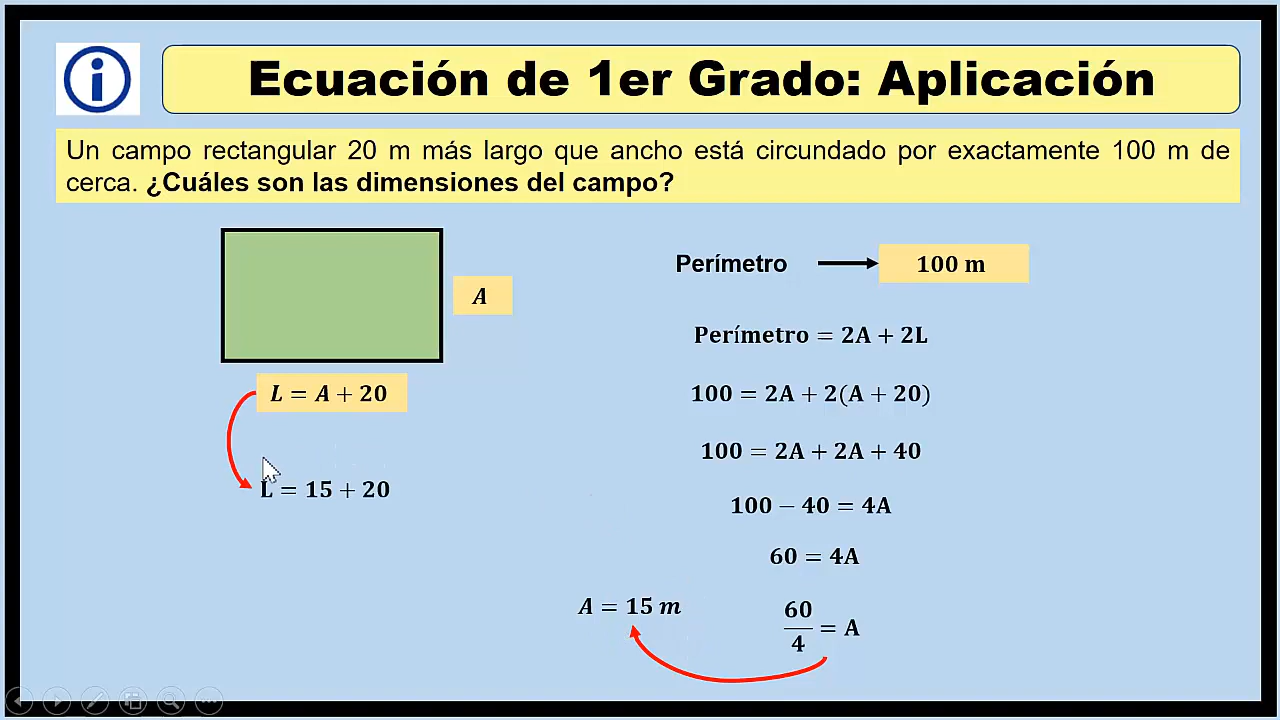 i
Ecuación de 1er Grado: Aplicación
Un campo rectangular 20 m más largo que ancho está circundado por exactamente 100 m de
cerca. ¿Cuáles son las dimensiones del campo?
A
L = A + 20
L = 15 + 20
Perímetro
100 m
Perímetro = 2A + 2L
100 = 2A + 2(A + 20)
100 = 2A + 2A + 40
100 − 40 = 4A
60 = 4A
60/4 = A
A = 15 m